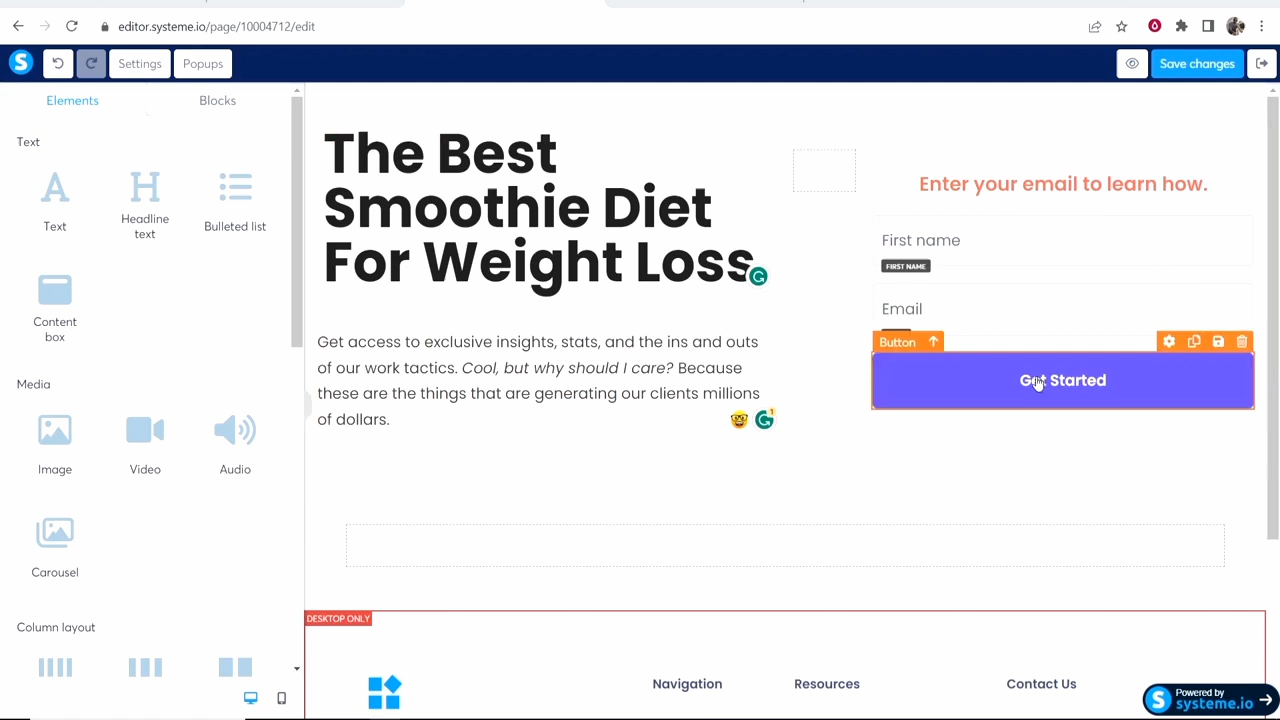 editor.systeme.io/page/10004712/edit
Settings
Popups
Save changes
Elements
Blocks
Text
Text
Headline
text
Bulleted list
Content
box
Media
Image
Video
Audio
Carousel
Column layout
The Best
Smoothie Diet
For Weight Loss
Get access to exclusive insights, stats, and the ins and outs
of our work tactics. Cool, but why should I care? Because
these are the things that are generating our clients millions
of dollars.
Enter your email to learn how.
First name
FIRST NAME
Email
Button
Get Started
DESKTOP ONLY
Navigation
Resources
Contact Us
Powered by
systeme.io